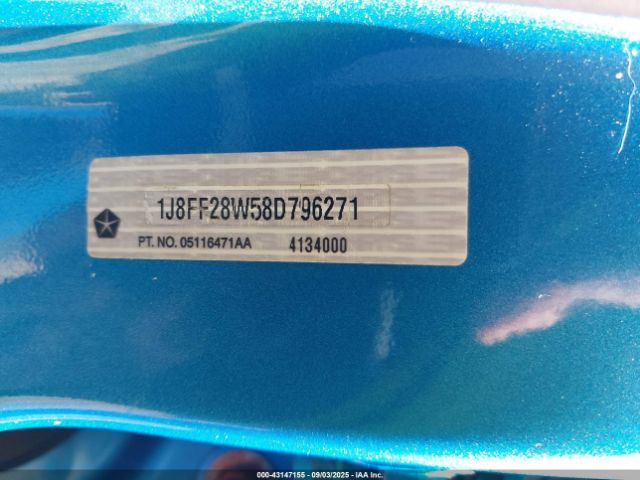 1J8FF28W58D796271
PT. NO. 05116471AA 4134000
000-43147155 - 09/03/2025 - IAA Inc.